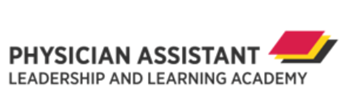 PHYSICIAN ASSISTANT
LEADERSHIP AND LEARNING ACADEMY